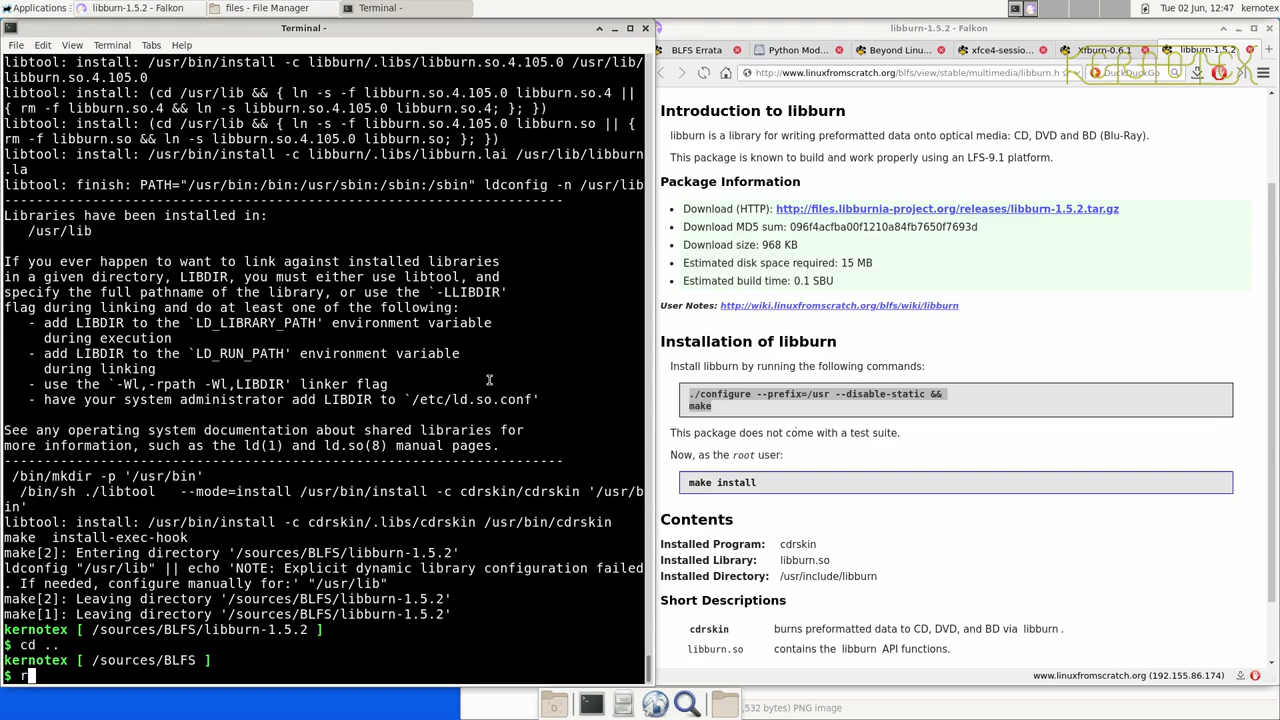 Applications
libburn-1.5.2 - Falkon
files - File Manager
Terminal -
Tue 02 Jun, 12:47
kernotex
Terminal -
File Edit View Terminal Tabs Help
libtool: install: /usr/bin/install -c libburn/.libs/libburn.so.4.105.0 /usr/lib/
libburn.so.4.105.0
libtool: install: (cd /usr/lib && { ln -s -f libburn.so.4.105.0 libburn.so.4 ||
{ rm -f libburn.so.4 && ln -s libburn.so.4.105.0 libburn.so.4; }; })
libtool: install: (cd /usr/lib && { ln -s -f libburn.so.4.105.0 libburn.so || {
rm -f libburn.so && ln -s libburn.so.4.105.0 libburn.so; }; })
libtool: install: /usr/bin/install -c libburn/.libs/libburn.lai /usr/lib/libburn
.la
libtool: finish: PATH="/usr/bin:/bin:/usr/sbin:/sbin:/sbin" ldconfig -n /usr/lib
----------------------------------------------------------------------
Libraries have been installed in:
/usr/lib
If you ever happen to want to link against installed libraries
in a given directory, LIBDIR, you must either use libtool, and
specify the full pathname of the library, or use the `-LLIBDIR'
flag during linking and do at least one of the following:
- add LIBDIR to the `LD_LIBRARY_PATH' environment variable
during execution
- add LIBDIR to the `LD_RUN_PATH' environment variable
during linking
- use the `-Wl,-rpath -Wl,LIBDIR' linker flag
- have your system administrator add LIBDIR to `/etc/ld.so.conf'
See any operating system documentation about shared libraries for
more information, such as the ld(1) and ld.so(8) manual pages.
----------------------------------------------------------------------
/bin/mkdir -p '/usr/bin'
/bin/sh ./libtool   --mode=install /usr/bin/install -c cdrskin/cdrskin '/usr/b
in'
libtool: install: /usr/bin/install -c cdrskin/.libs/cdrskin /usr/bin/cdrskin
make  install-exec-hook
make[2]: Entering directory '/sources/BLFS/libburn-1.5.2'
ldconfig "/usr/lib" || echo 'NOTE: Explicit dynamic library configuration failed
. If needed, configure manually for:' "/usr/lib"
make[2]: Leaving directory '/sources/BLFS/libburn-1.5.2'
make[1]: Leaving directory '/sources/BLFS/libburn-1.5.2'
kernotex [ /sources/BLFS/libburn-1.5.2 ]
$ cd ..
kernotex [ /sources/BLFS ]
$ r
libburn-1.5.2 - Falkon
BLFS Errata
Python Mod...
Beyond Linu...
xfce4-sessio...
Xfburn-0.6.1
libburn-1.5.2
http://www.linuxfromscratch.org/blfs/view/stable/multimedia/libburn.h
DuckDuckGo
KERNOTEX
Introduction to libburn
libburn is a library for writing preformatted data onto optical media: CD, DVD and BD (Blu-Ray).
This package is known to build and work properly using an LFS-9.1 platform.
Package Information
Download (HTTP): http://files.libburnia-project.org/releases/libburn-1.5.2.tar.gz
Download MD5 sum: 096f4acfba00f1210a84fb7650f7693d
Download size: 968 KB
Estimated disk space required: 15 MB
Estimated build time: 0.1 SBU
User Notes: http://wiki.linuxfromscratch.org/blfs/wiki/libburn
Installation of libburn
Install libburn by running the following commands:
./configure --prefix=/usr --disable-static &&
make
This package does not come with a test suite.
Now, as the root user:
make install
Contents
Installed Program: cdrskin
Installed Library: libburn.so
Installed Directory: /usr/include/libburn
Short Descriptions
cdrskin burns preformatted data to CD, DVD, and BD via libburn .
libburn.so contains the libburn API functions.
www.linuxfromscratch.org (192.155.86.174)
,532 bytes) PNG image